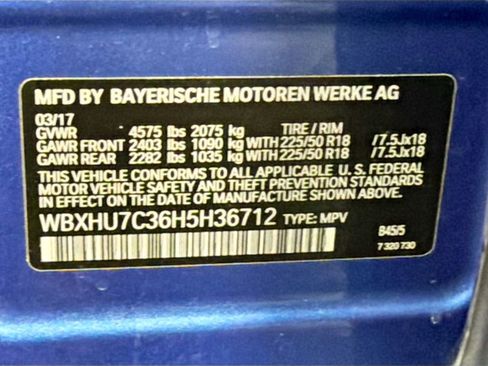 MFD BY BAYERISCHE MOTOREN WERKE AG
03/17
GVWR 4575 lbs 2075 kg TIRE / RIM
GAWR FRONT 2403 lbs 1090 kg WITH 225/50 R18 /7.5Jx18
GAWR REAR 2282 lbs 1035 kg WITH 225/50 R18 /7.5Jx18
THIS VEHICLE CONFORMS TO ALL APPLICABLE U. S. FEDERAL
MOTOR VEHICLE SAFETY AND THEFT PREVENTION STANDARDS
IN EFFECT ON THE DATE OF MANUFACTURE SHOWN ABOVE.
WBXHU7C36H5H36712 TYPE: MPV
B45/5
7 320 730